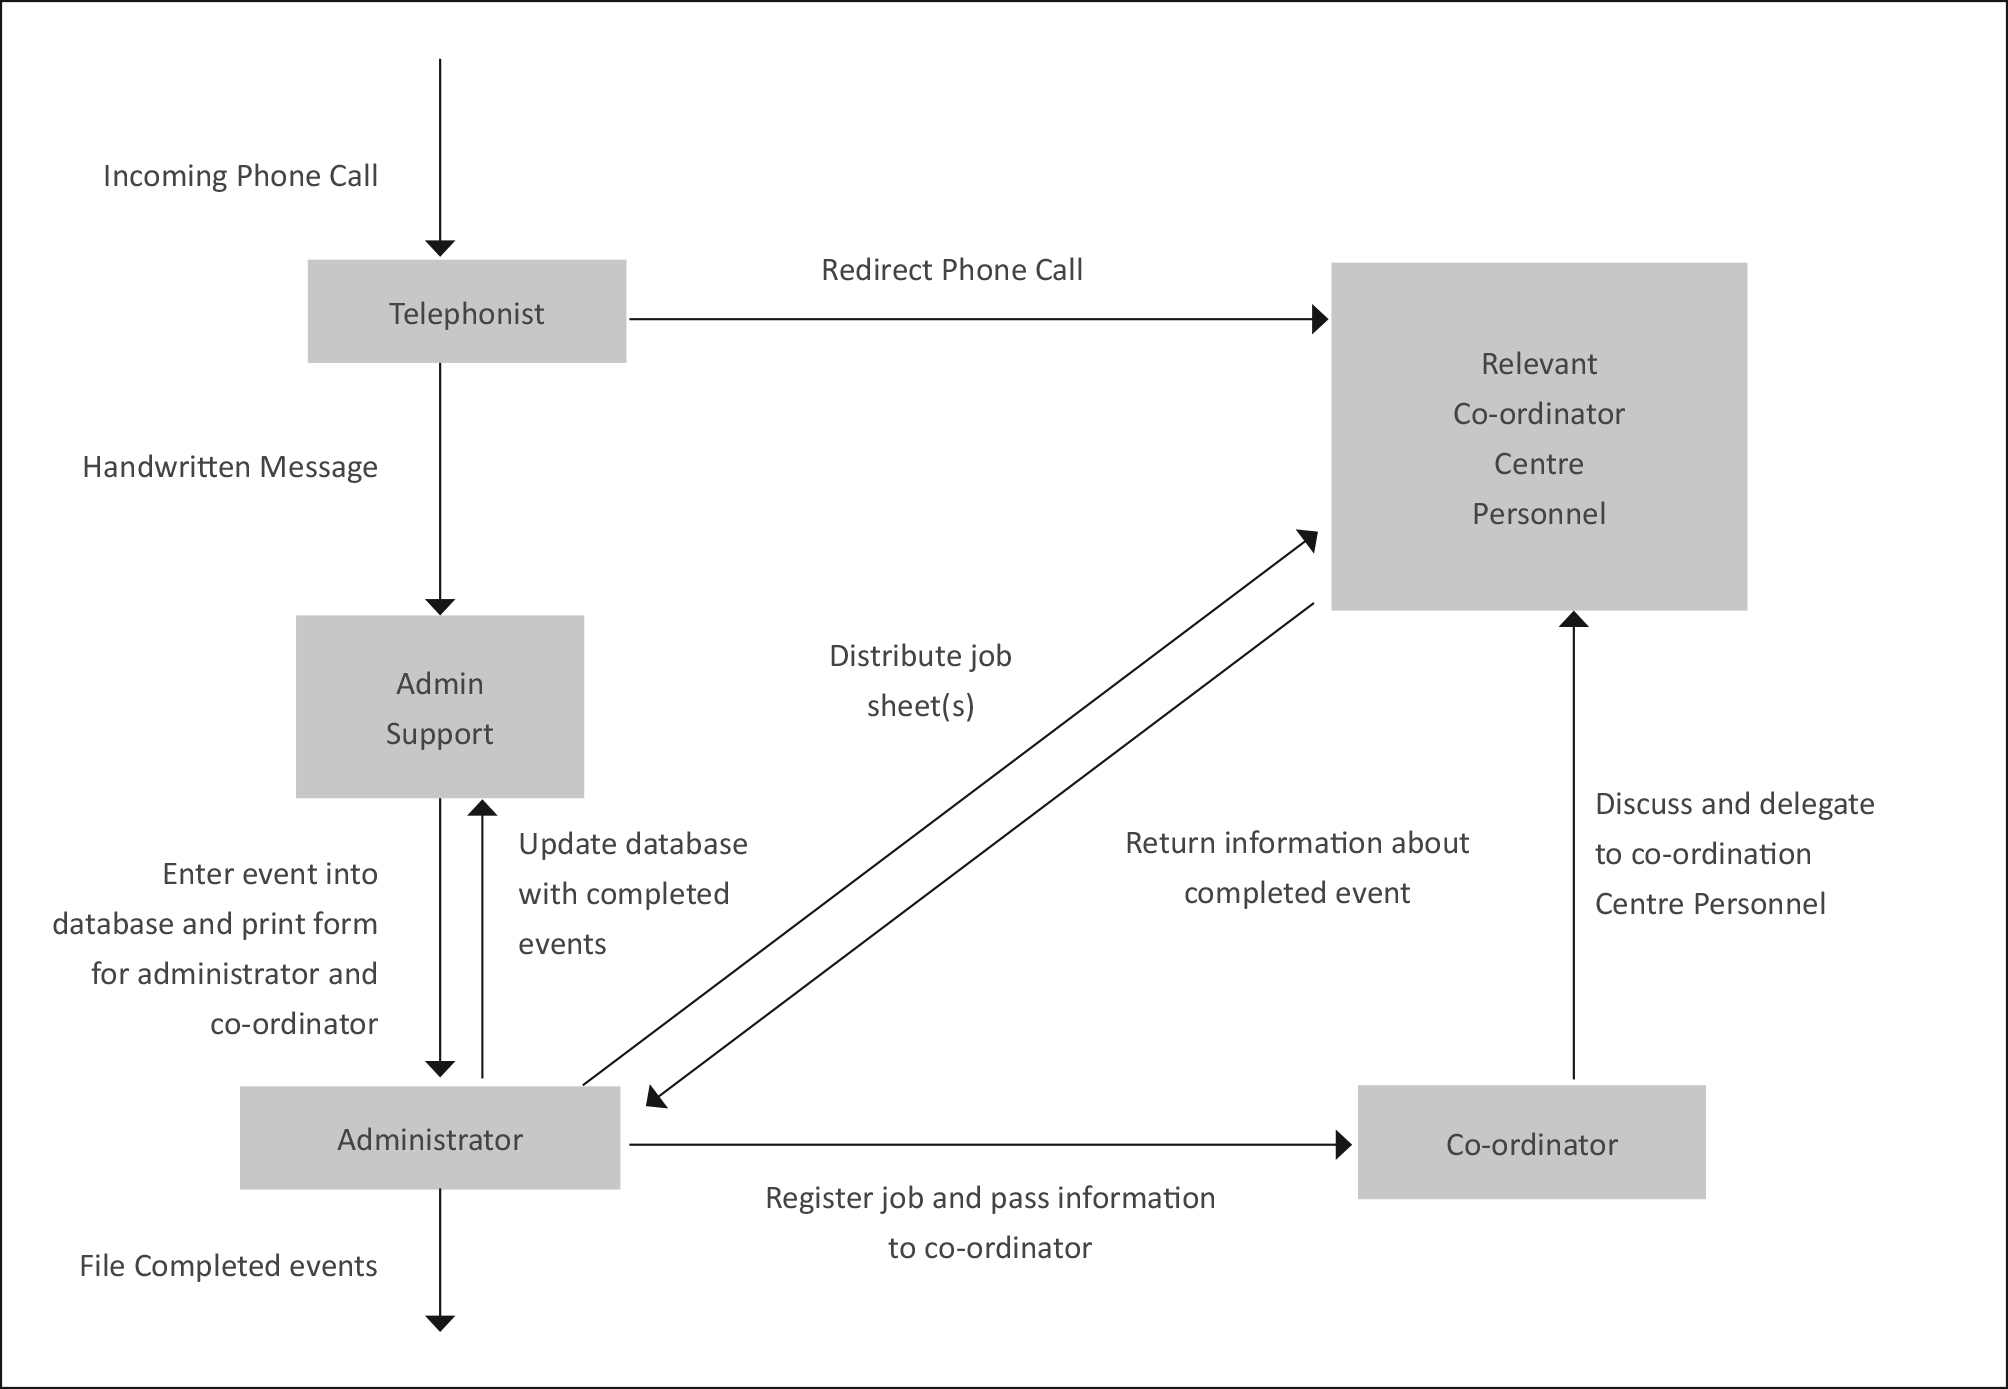 Incoming Phone Call
Telephonist
Redirect Phone Call
Relevant
Co-ordinator
Centre
Personnel
Handwritten Message
Admin
Support
Distribute job
sheet(s)
Enter event into
database and print form
for administrator and
co-ordinator
Update database
with completed
events
Return information about
completed event
Discuss and delegate
to co-ordination
Centre Personnel
Administrator
Co-ordinator
Register job and pass information
to co-ordinator
File Completed events